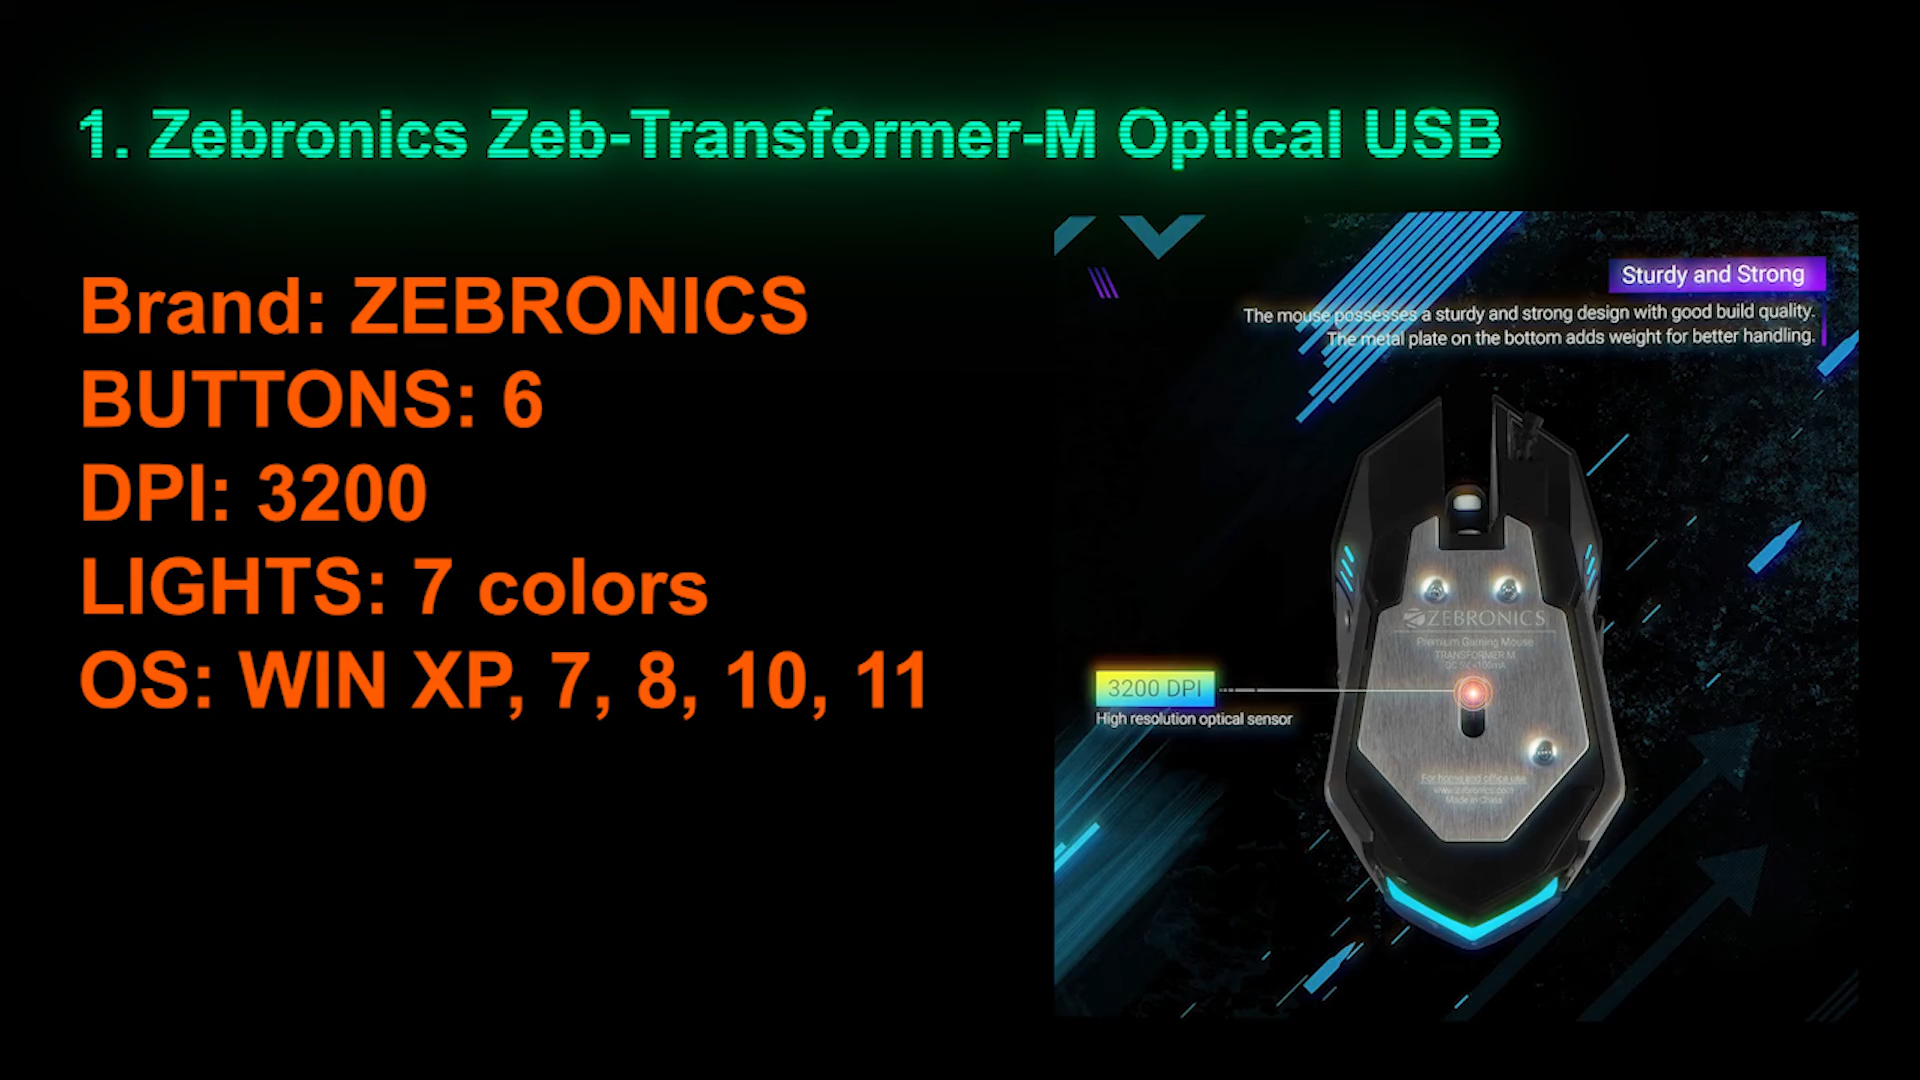 1. Zebronics Zeb-Transformer-M Optical USB
Brand: ZEBRONICS
BUTTONS: 6
DPI: 3200
LIGHTS: 7 colors
OS: WIN XP, 7, 8, 10, 11
Sturdy and Strong
The mouse possesses a sturdy and strong design with good build quality.
The metal plate on the bottom adds weight for better handling.
ZEBRONICS
Premium Gaming Mouse
TRANSFORMER M
DC 5V
3200 DPI
High resolution optical sensor
For home and office use
www.zebronics.com
Made in China